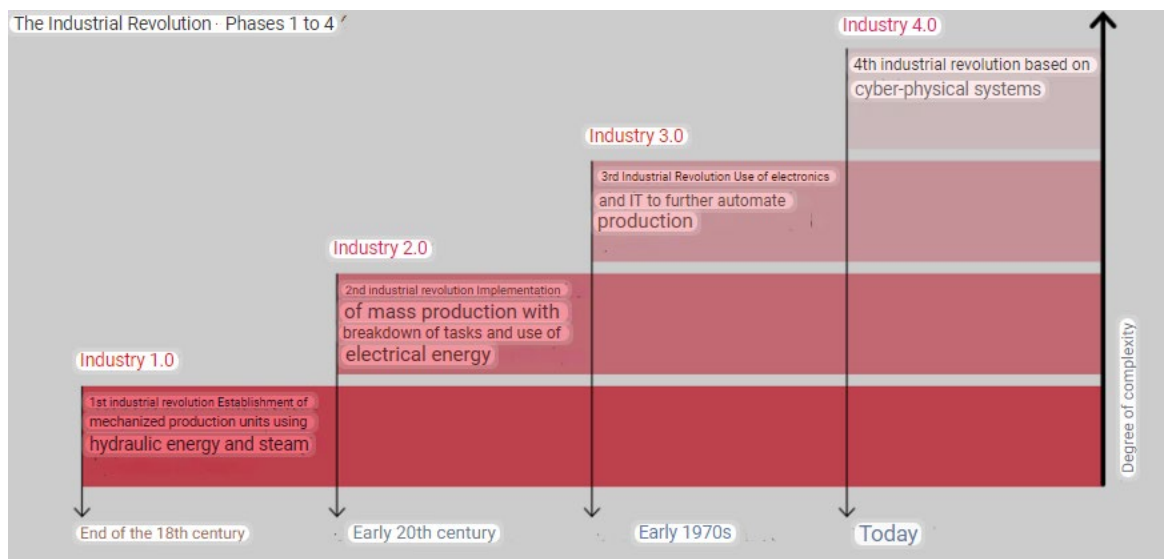 The Industrial Revolution · Phases 1 to 4
Industry 4.0
4th industrial revolution based on
cyber-physical systems
Industry 3.0
3rd Industrial Revolution Use of electronics
and IT to further automate
production
Industry 2.0
2nd industrial revolution Implementation
of mass production with
breakdown of tasks and use of
electrical energy
Industry 1.0
1st industrial revolution Establishment of
mechanized production units using
hydraulic energy and steam
Degree of complexity
End of the 18th century
Early 20th century
Early 1970s
Today